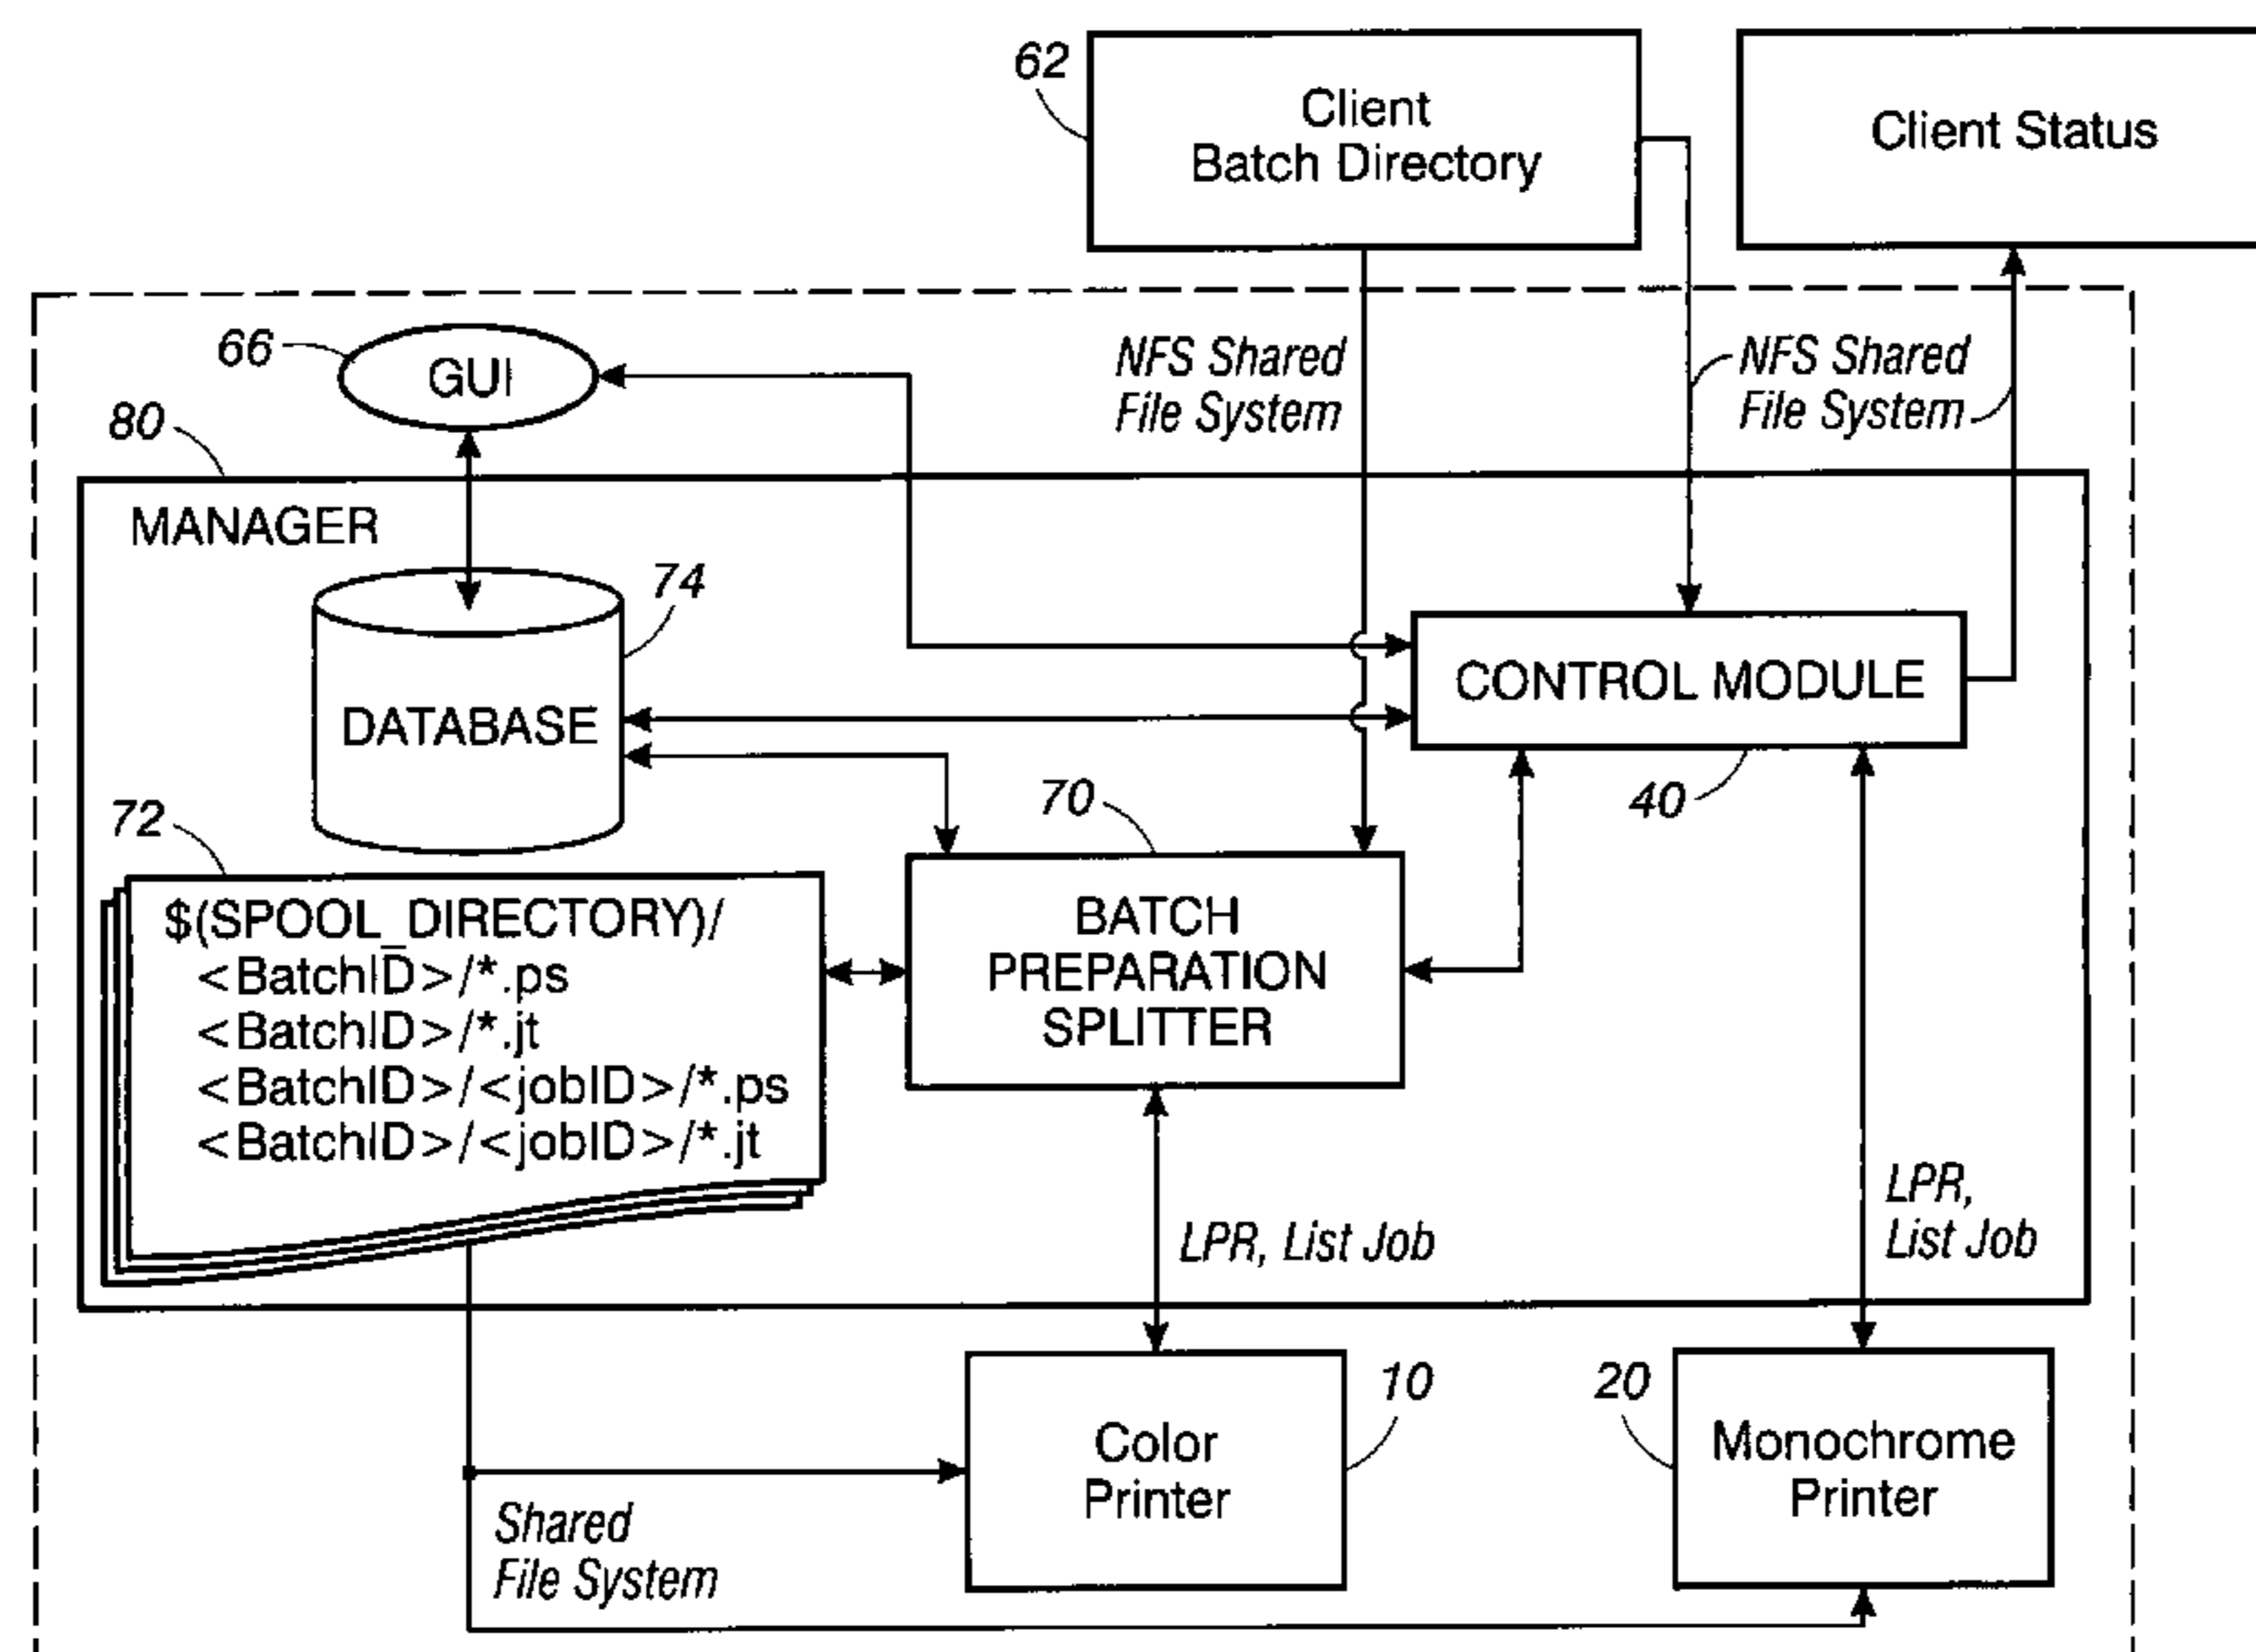 62
Client
Batch Directory
Client Status
66
GUI
NFS Shared
File System
NFS Shared
File System
80
MANAGER
74
DATABASE
CONTROL MODULE
40
70
BATCH
PREPARATION
SPLITTER
72
$(SPOOL_DIRECTORY)/
<BatchID>/*.ps
<BatchID>/*.jt
<BatchID>/<jobID>/*.ps
<BatchID>/<jobID>/*.jt
LPR, List Job
LPR,
List Job
10
Color
Printer
20
Monochrome
Printer
Shared
File System